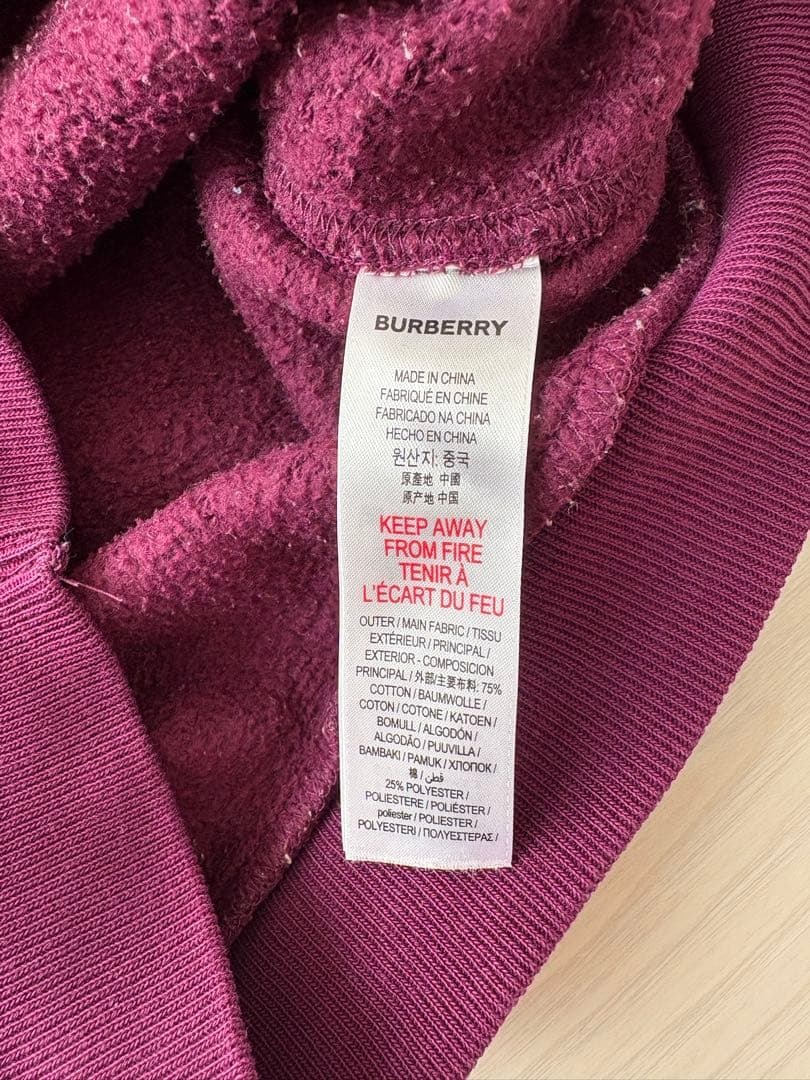 BURBERRY
MADE IN CHINA
FABRIQUÉ EN CHINE
FABRICADO NA CHINA
HECHO EN CHINA
원산지: 중국
原產地 中國
原产地 中国
KEEP AWAY
FROM FIRE
TENIR À
L'ÉCART DU FEU
OUTER / MAIN FABRIC / TISSU
EXTÉRIEUR / PRINCIPAL /
EXTERIOR - COMPOSICION
PRINCIPAL / 外部/主要布料: 75%
COTTON / BAUMWOLLE /
COTON / COTONE / KATOEN /
BOMULL / ALGODÓN /
ALGODÃO / PUUVILLA /
BAMBAKI / PAMUK / ХЛОПОК /
棉 / قطن /
25% POLYESTER /
POLIESTERE / POLIÉSTER /
poliester / POLIESTER /
POLYESTERI / ΠΟΛΥΕΣΤΕΡΑΣ /